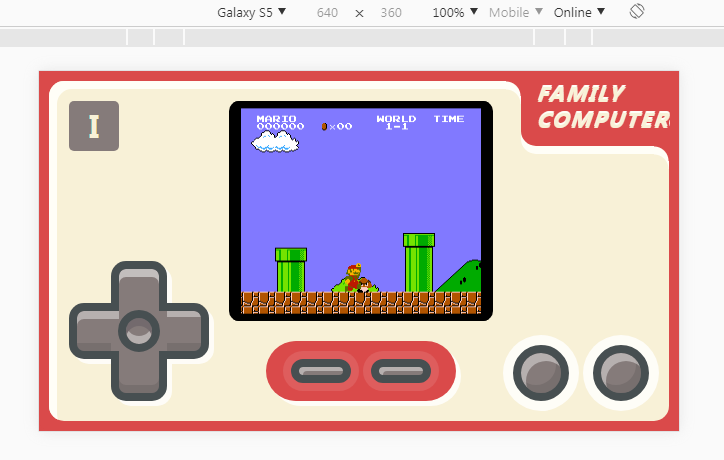 Galaxy S5 ▼ 640 × 360 100% ▼ Mobile ▼ Online ▼
FAMILY
COMPUTER
I
MARIO WORLD TIME
000000 ×00 1-1